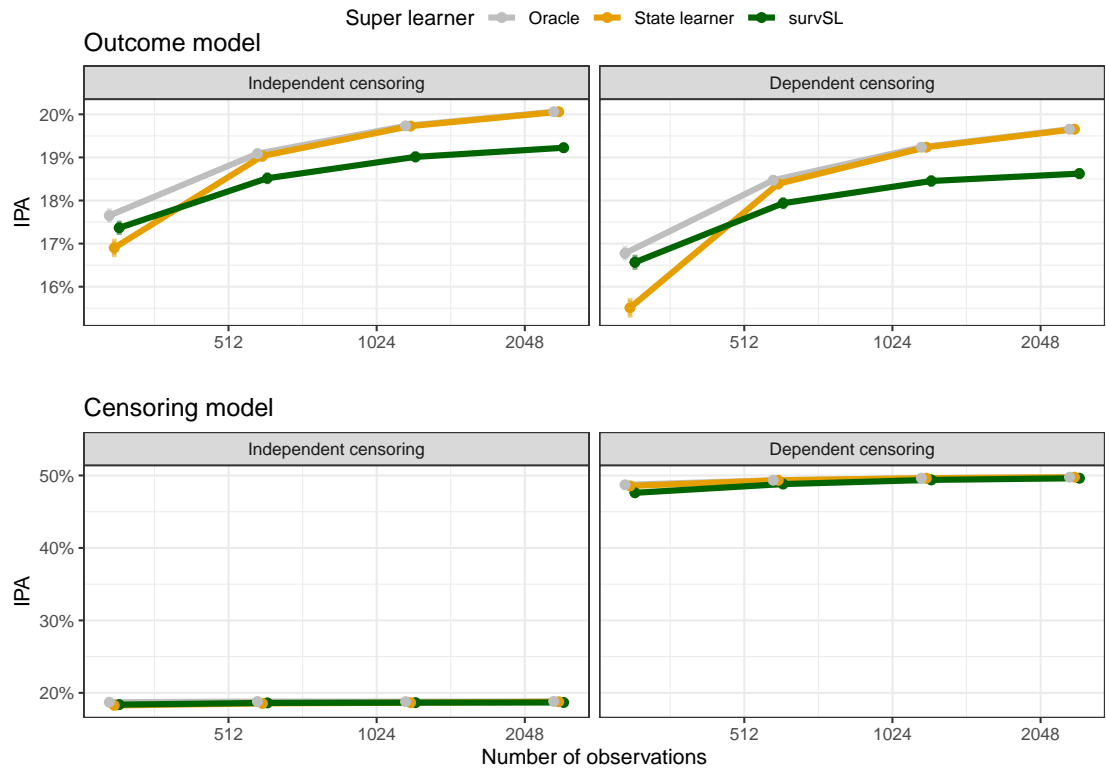 Super learner Oracle State learner survSL
Outcome model
Independent censoring Dependent censoring
20%
19%
18%
17%
16%
IPA
512 1024 2048 512 1024 2048
Censoring model
Independent censoring Dependent censoring
50%
40%
30%
20%
IPA
512 1024 2048 512 1024 2048
Number of observations